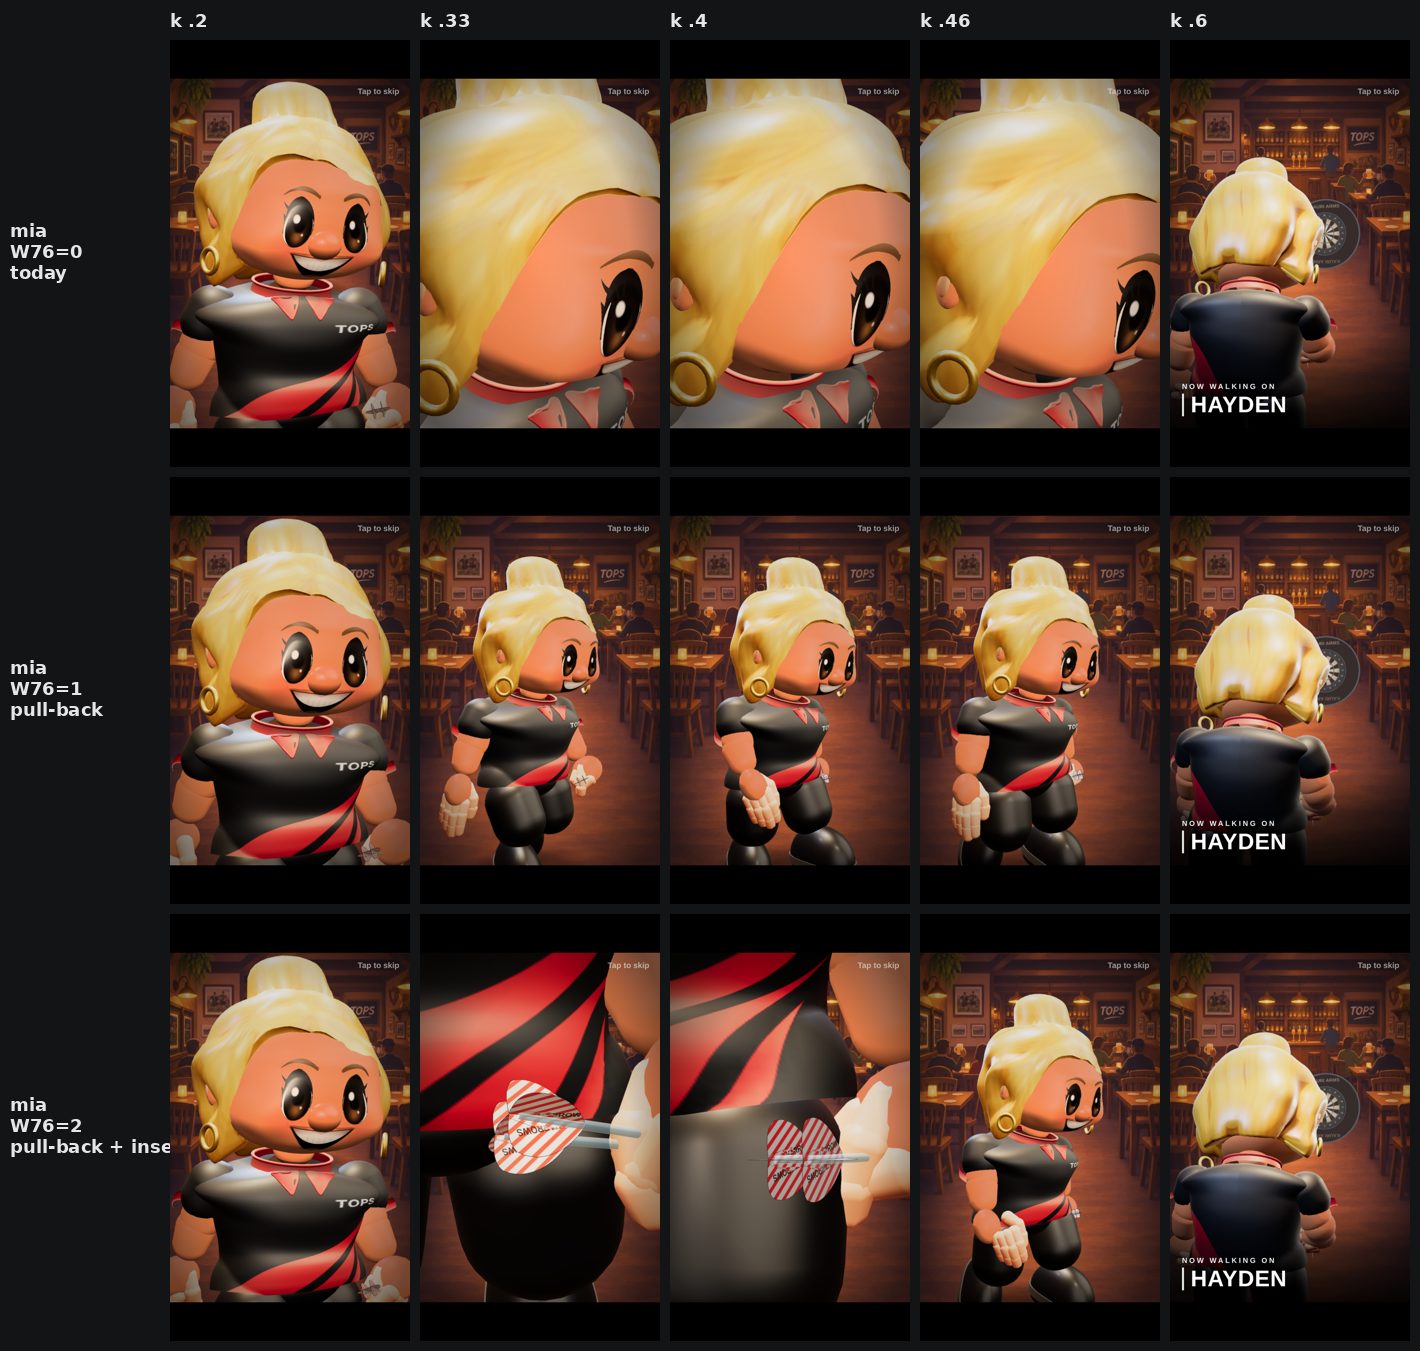 k .2 k .33 k .4 k .46 k .6
mia
W76=0
today
Tap to skip Tap to skip Tap to skip Tap to skip Tap to skip
TOPS TOPS
TOPS
NOW WALKING ON
HAYDEN
mia
W76=1
pull-back
Tap to skip Tap to skip Tap to skip Tap to skip Tap to skip
TOPS TOPS TOPS TOPS TOPS
TOPS
NOW WALKING ON
HAYDEN
mia
W76=2
pull-back + inse
Tap to skip Tap to skip Tap to skip Tap to skip Tap to skip
TOPS TOPS TOPS
TOPS
NOW WALKING ON
HAYDEN